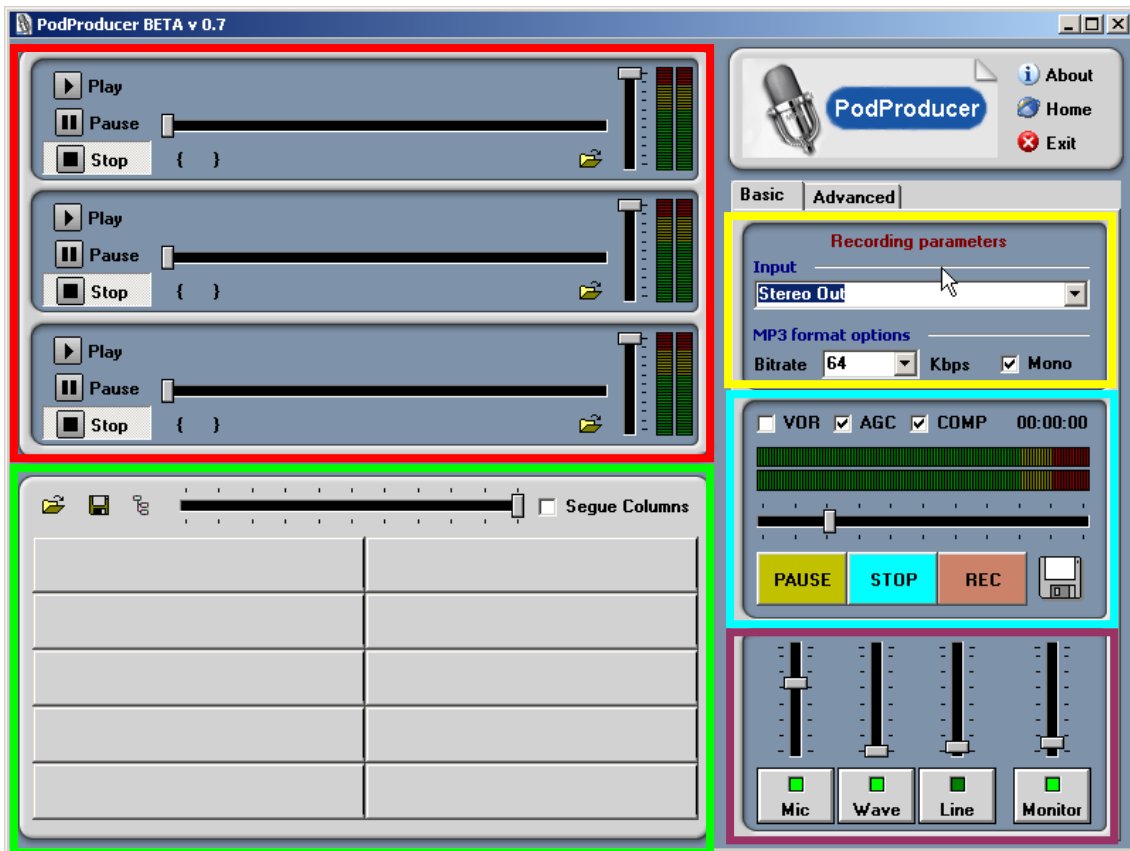 PodProducer BETA v 0.7
Play
Pause
Stop { }
Play
Pause
Stop { }
Play
Pause
Stop { }
Segue Columns
PodProducer
About
Home
Exit
Basic Advanced
Recording parameters
Input
Stereo Out
MP3 format options
Bitrate 64 Kbps Mono
VOR AGC COMP 00:00:00
PAUSE STOP REC
Mic Wave Line Monitor